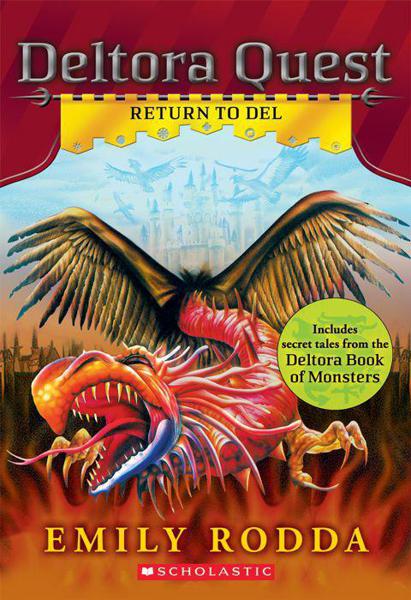 Deltora Quest
RETURN TO DEL
Includes
secret tales from the
Deltora Book
of Monsters
EMILY RODDA
SCHOLASTIC